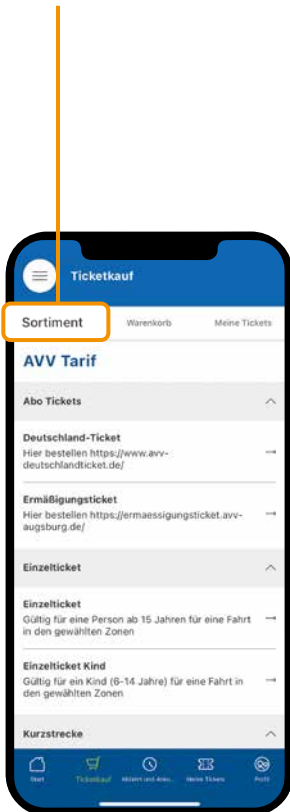 Ticketkauf
Sortiment Warenkorb Meine Tickets
AVV Tarif
Abo Tickets
Deutschland-Ticket
Hier bestellen https://www.avv-
deutschlandticket.de/
Ermäßigungsticket
Hier bestellen https://ermaessigungsticket.avv-
augsburg.de/
Einzelticket
Einzelticket
Gültig für eine Person ab 15 Jahren für eine Fahrt
in den gewählten Zonen
Einzelticket Kind
Gültig für ein Kind (6-14 Jahre) für eine Fahrt in
den gewählten Zonen
Kurzstrecke
Start Ticketkauf Abfahrt und Anku... Meine Tickets Profil